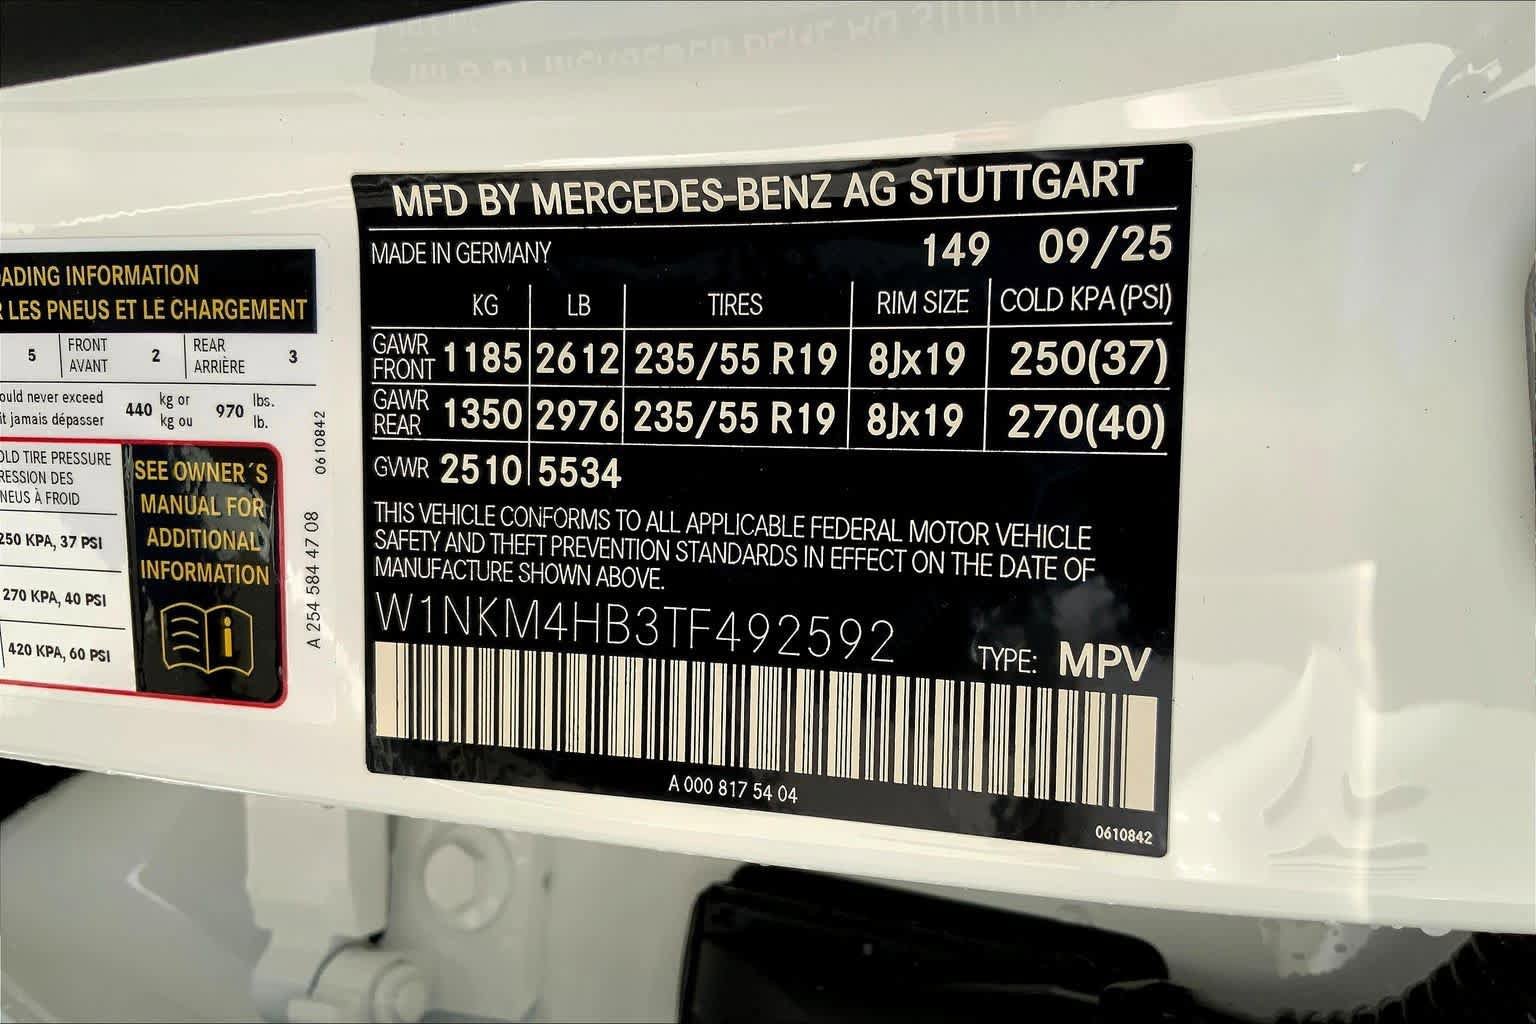 ADING INFORMATION
R LES PNEUS ET LE CHARGEMENT
5 FRONT AVANT 2 REAR ARRIÈRE 3
ould never exceed
it jamais dépasser
440 kg or kg ou 970 lbs. lb.
OLD TIRE PRESSURE
RESSION DES
NEUS À FROID
250 KPA, 37 PSI
270 KPA, 40 PSI
420 KPA, 60 PSI
SEE OWNER´S
MANUAL FOR
ADDITIONAL
INFORMATION
i
0610842
A 254 584 47 08
MFD BY MERCEDES-BENZ AG STUTTGART
MADE IN GERMANY 149 09/25
KG LB TIRES RIM SIZE COLD KPA (PSI)
GAWR FRONT 1185 2612 235/55 R19 8Jx19 250(37)
GAWR REAR 1350 2976 235/55 R19 8Jx19 270(40)
GVWR 2510 5534
THIS VEHICLE CONFORMS TO ALL APPLICABLE FEDERAL MOTOR VEHICLE
SAFETY AND THEFT PREVENTION STANDARDS IN EFFECT ON THE DATE OF
MANUFACTURE SHOWN ABOVE.
W1NKM4HB3TF492592
TYPE: MPV
A 000 817 54 04
0610842